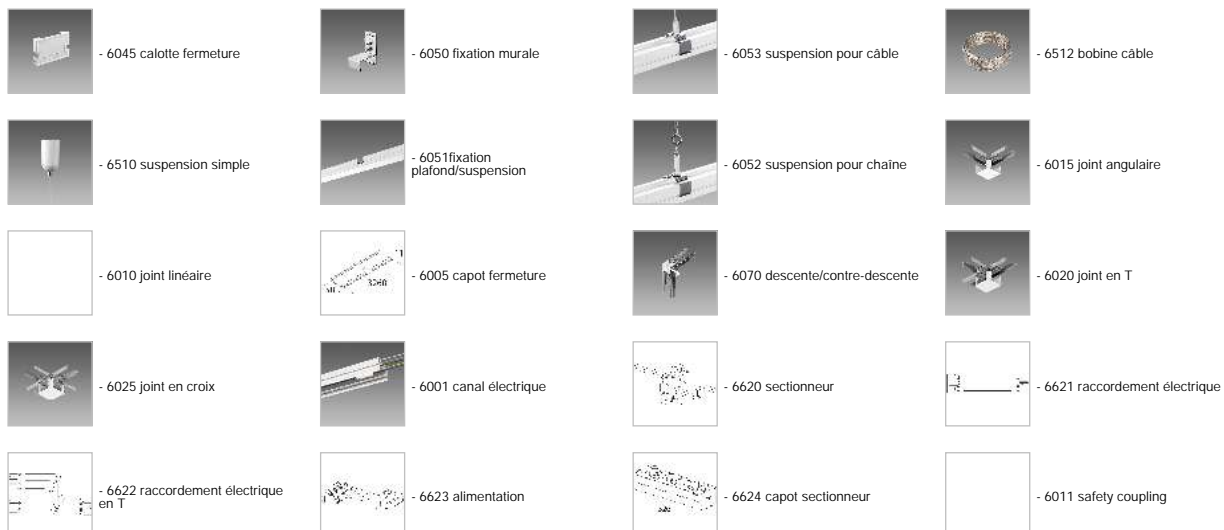 - 6045 calotte fermeture
- 6050 fixation murale
- 6053 suspension pour câble
- 6512 bobine câble
- 6510 suspension simple
- 6051fixation
plafond/suspension
- 6052 suspension pour chaîne
- 6015 joint angulaire
- 6010 joint linéaire
- 6005 capot fermeture
- 6070 descente/contre-descente
- 6020 joint en T
- 6025 joint en croix
- 6001 canal électrique
- 6620 sectionneur
- 6621 raccordement électrique
- 6622 raccordement électrique
en T
- 6623 alimentation
- 6624 capot sectionneur
- 6011 safety coupling